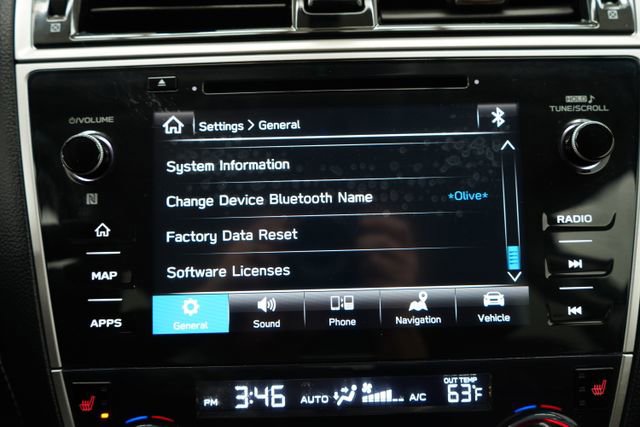 ⏻/VOLUME
HOLD ♪
TUNE/SCROLL
Settings > General
System Information
Change Device Bluetooth Name *Olive*
Factory Data Reset
Software Licenses
RADIO
MAP
APPS
General Sound Phone Navigation Vehicle
PM 3:46 AUTO A/C OUT TEMP 63°F